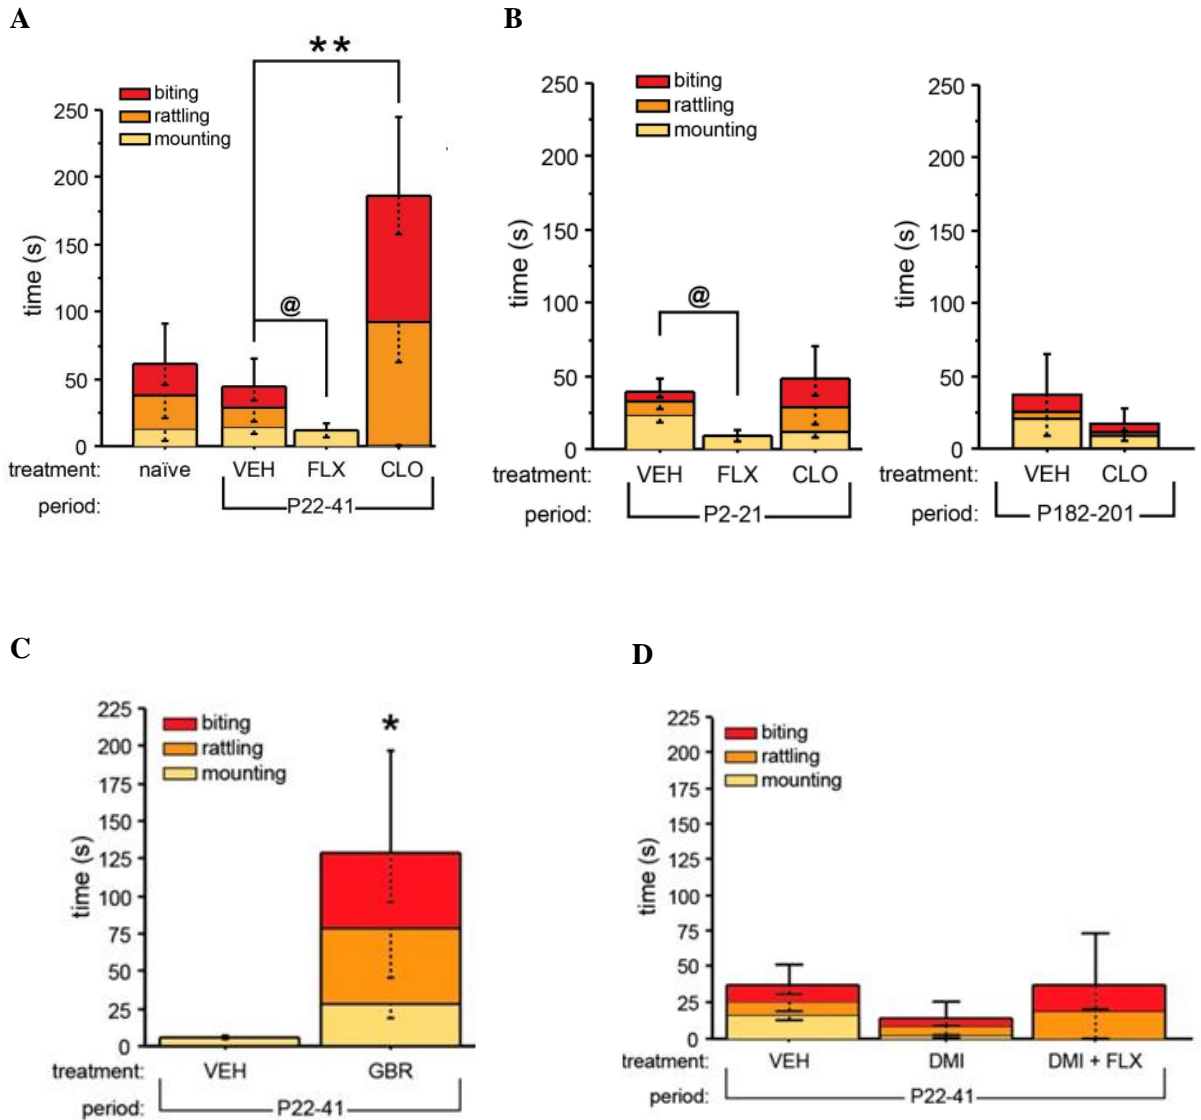 A
B
**
biting
rattling
mounting
250
200
150
100
50
0
time (s)
@
treatment: naïve VEH FLX CLO
period: P22-41
biting
rattling
mounting
250
200
150
100
50
0
time (s)
@
treatment: VEH FLX CLO
period: P2-21
250
200
150
100
50
0
time (s)
treatment: VEH CLO
period: P182-201
C
D
biting
rattling
mounting
*
225
200
175
150
125
100
75
50
25
0
time (s)
treatment: VEH GBR
period: P22-41
biting
rattling
mounting
225
200
175
150
125
100
75
50
25
0
time (s)
treatment: VEH DMI DMI + FLX
period: P22-41